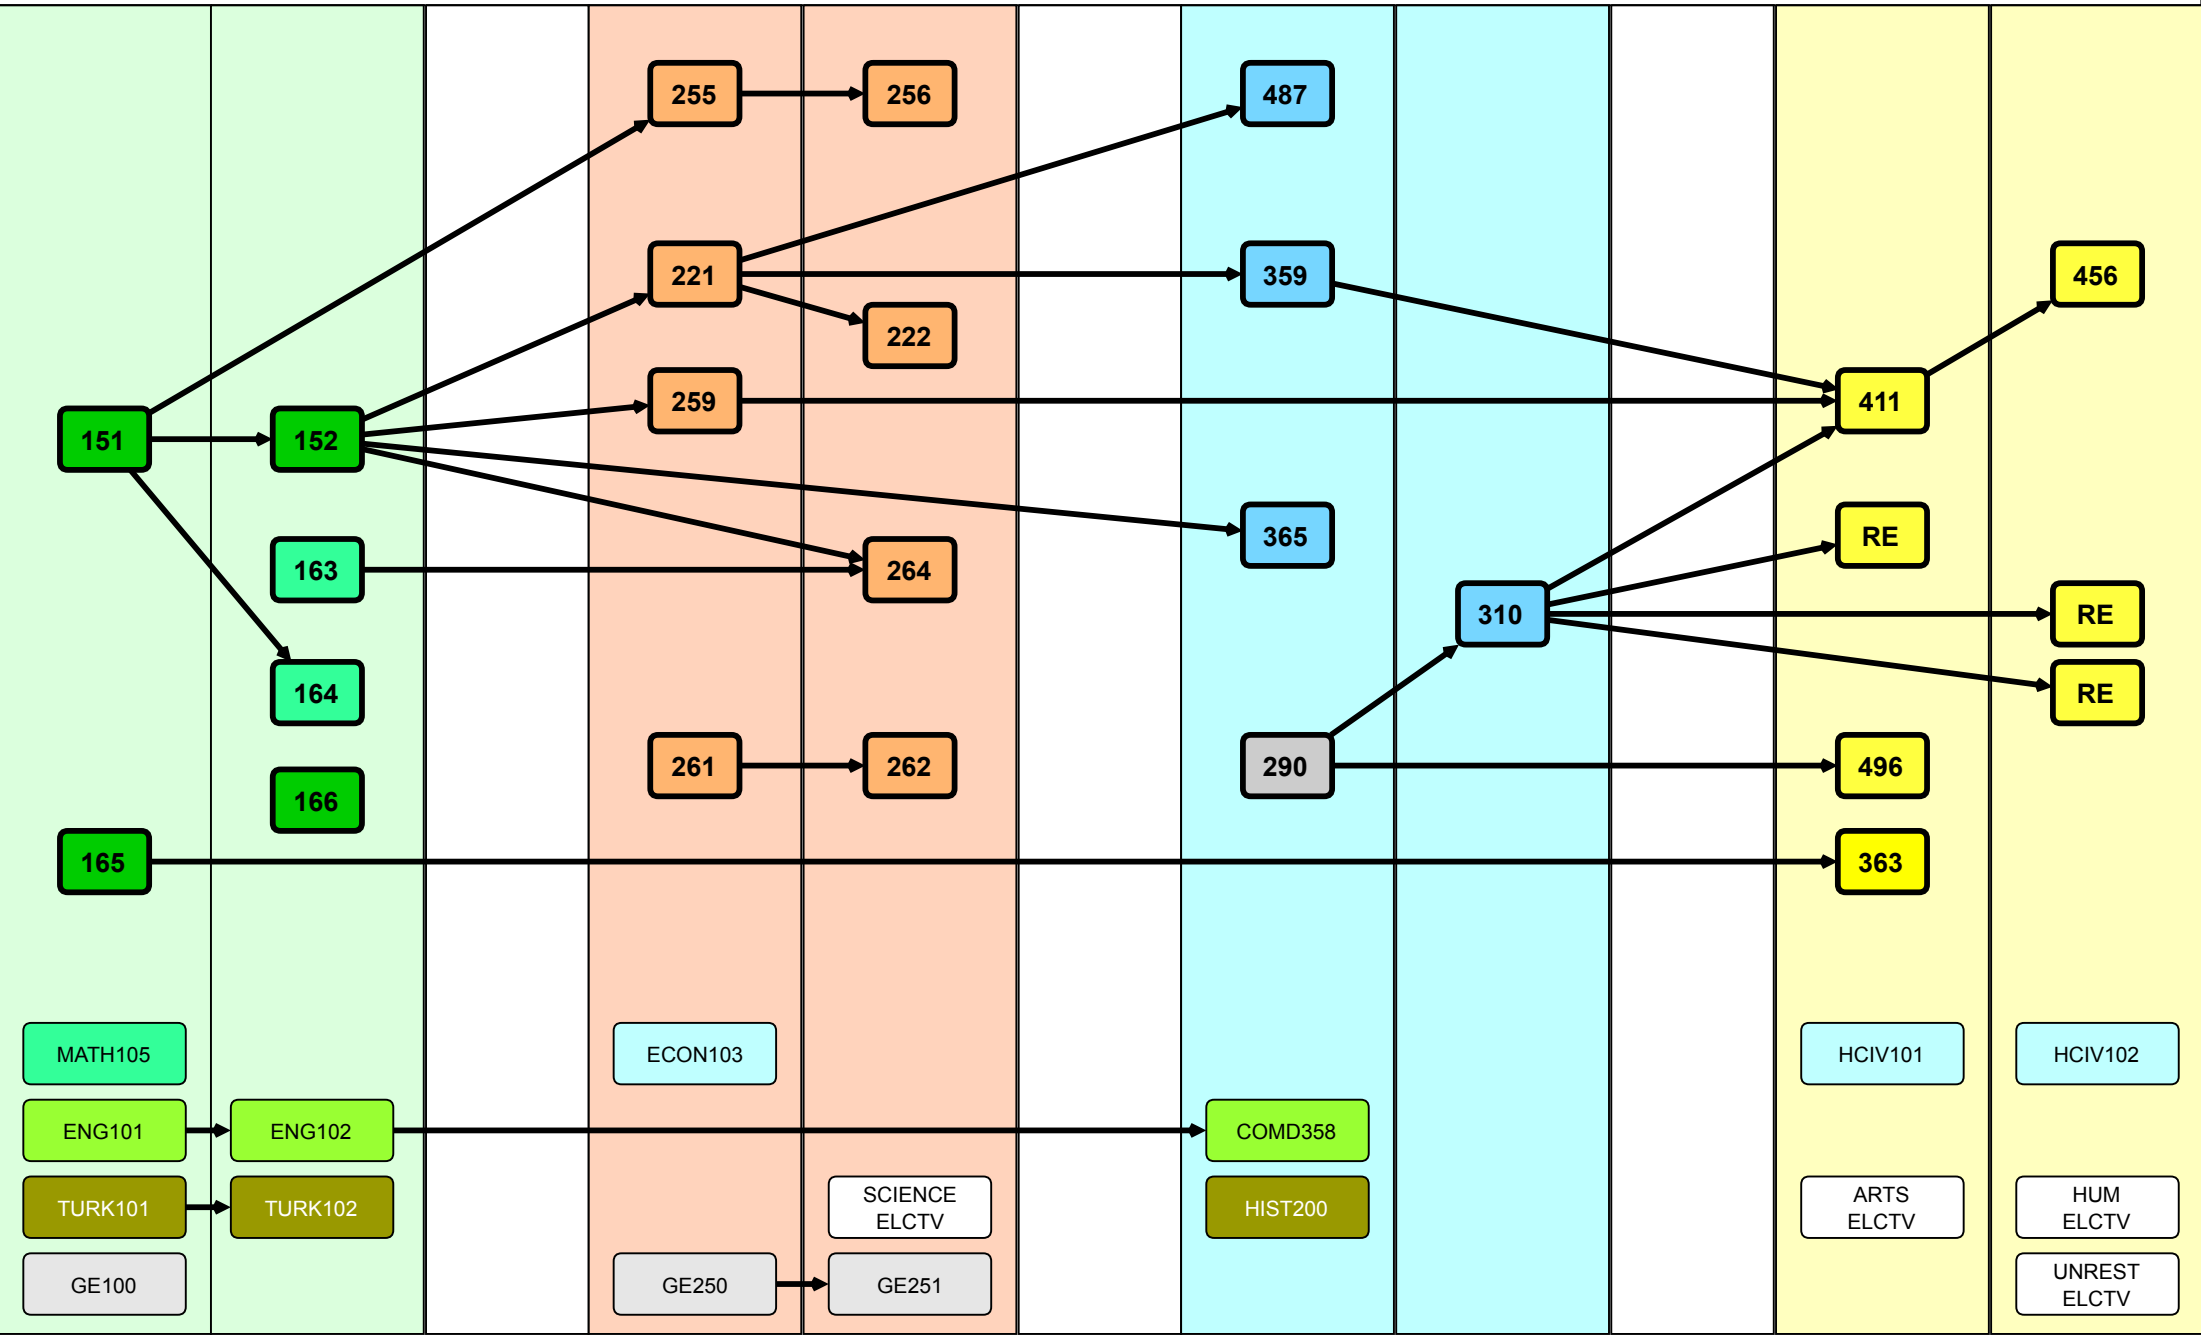 255
256
487
221
359
456
222
259
411
151
152
365
RE
163
264
310
RE
164
RE
261
262
290
496
166
165
363
MATH105
ECON103
HCIV101
HCIV102
ENG101
ENG102
COMD358
TURK101
TURK102
SCIENCE
ELCTV
HIST200
ARTS
ELCTV
HUM
ELCTV
GE100
GE250
GE251
UNREST
ELCTV